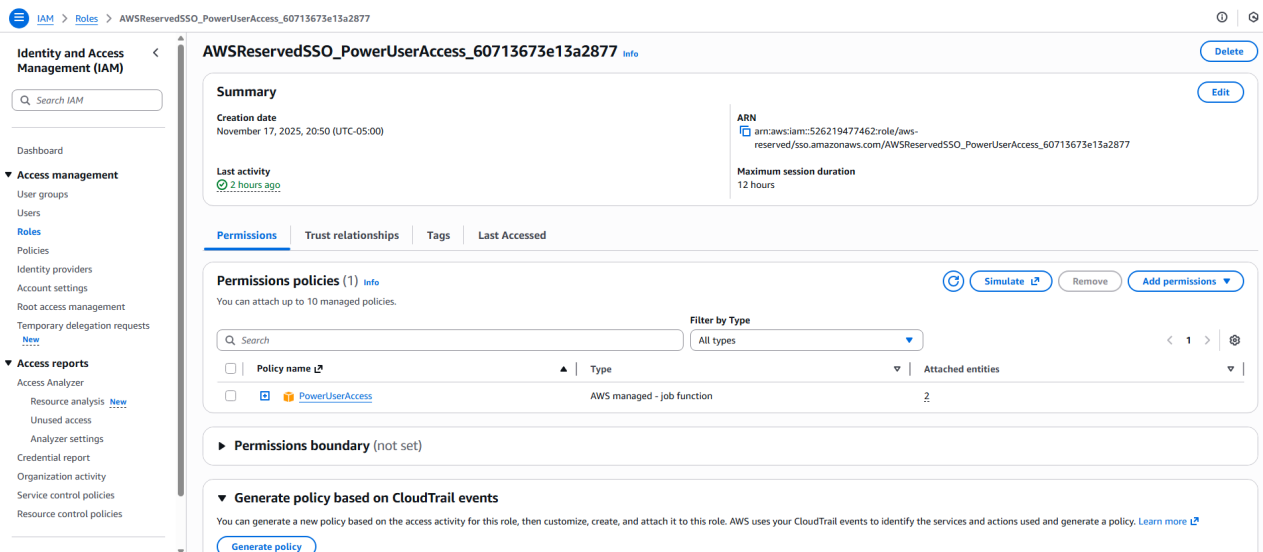 IAM > Roles > AWSReservedSSO_PowerUserAccess_60713673e13a2877
Identity and Access
Management (IAM)
Search IAM
Dashboard
Access management
User groups
Users
Roles
Policies
Identity providers
Account settings
Root access management
Temporary delegation requests
New
Access reports
Access Analyzer
Resource analysis New
Unused access
Analyzer settings
Credential report
Organization activity
Service control policies
Resource control policies
AWSReservedSSO_PowerUserAccess_60713673e13a2877 Info
Delete
Summary
Edit
Creation date
November 17, 2025, 20:50 (UTC-05:00)
ARN
arn:aws:iam::526219477462:role/aws-
reserved/sso.amazonaws.com/AWSReservedSSO_PowerUserAccess_60713673e13a2877
Last activity
2 hours ago
Maximum session duration
12 hours
Permissions
Trust relationships
Tags
Last Accessed
Permissions policies (1) Info
Simulate
Remove
Add permissions
You can attach up to 10 managed policies.
Filter by Type
Search
All types
1
Policy name
Type
Attached entities
PowerUserAccess
AWS managed - job function
2
Permissions boundary (not set)
Generate policy based on CloudTrail events
You can generate a new policy based on the access activity for this role, then customize, create, and attach it to this role. AWS uses your CloudTrail events to identify the services and actions used and generate a policy. Learn more
Generate policy